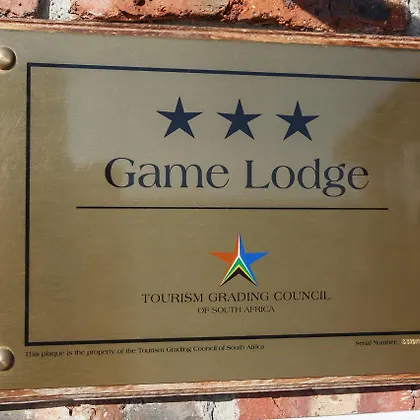 Game Lodge
TOURISM GRADING COUNCIL
OF SOUTH AFRICA
This plaque is the property of the Tourism Grading Council of South Africa
Serial Number: